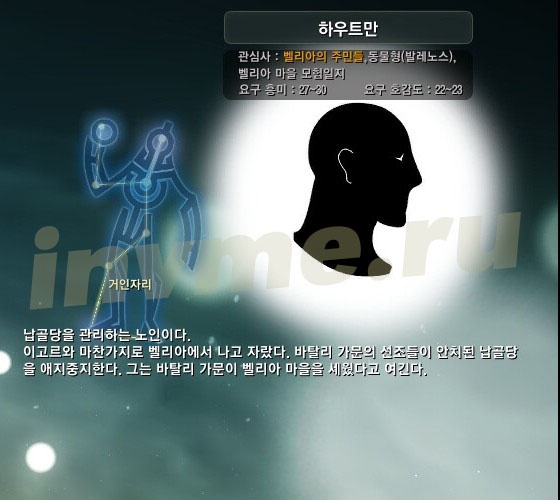 하우트만
관심사 : 벨리아의 주민들,동물형(발레노스),
벨리아 마을 모험일지
요구 흥미 : 27~30 요구 호감도 : 22~23
invme.ru
거인자리
납골당을 관리하는 노인이다.
이고르와 마찬가지로 벨리아에서 나고 자랐다. 바탈리 가문의 선조들이 안치된 납골당
을 애지중지한다. 그는 바탈리 가문이 벨리아 마을을 세웠다고 여긴다.